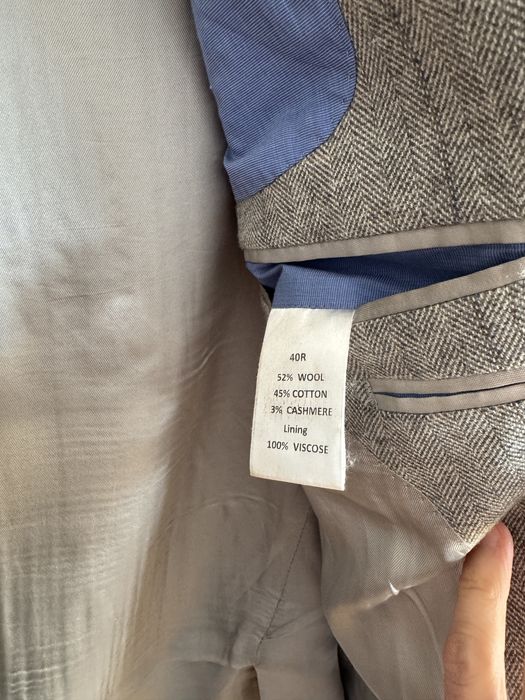 40R
52% WOOL
45% COTTON
3% CASHMERE
Lining
100% VISCOSE